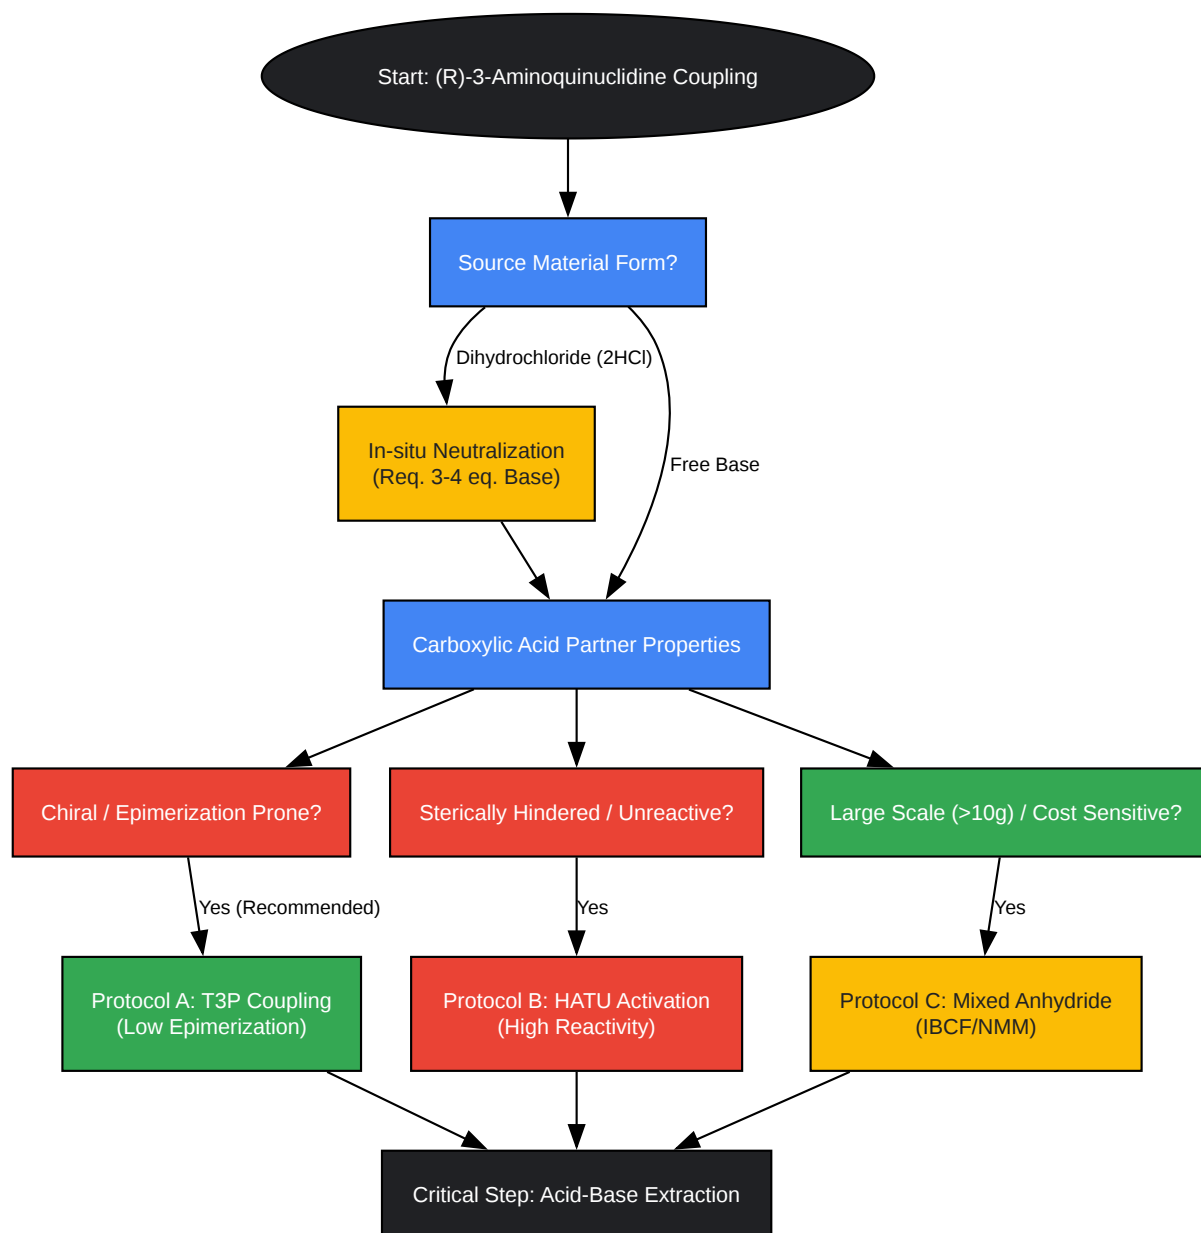 Start: (R)-3-Aminoquinuclidine Coupling
Source Material Form?
Dihydrochloride (2HCl)
In-situ Neutralization
(Req. 3-4 eq. Base)
Free Base
Carboxylic Acid Partner Properties
Chiral / Epimerization Prone?
Sterically Hindered / Unreactive?
Large Scale (>10g) / Cost Sensitive?
Yes (Recommended)
Yes
Yes
Protocol A: T3P Coupling
(Low Epimerization)
Protocol B: HATU Activation
(High Reactivity)
Protocol C: Mixed Anhydride
(IBCF/NMM)
Critical Step: Acid-Base Extraction